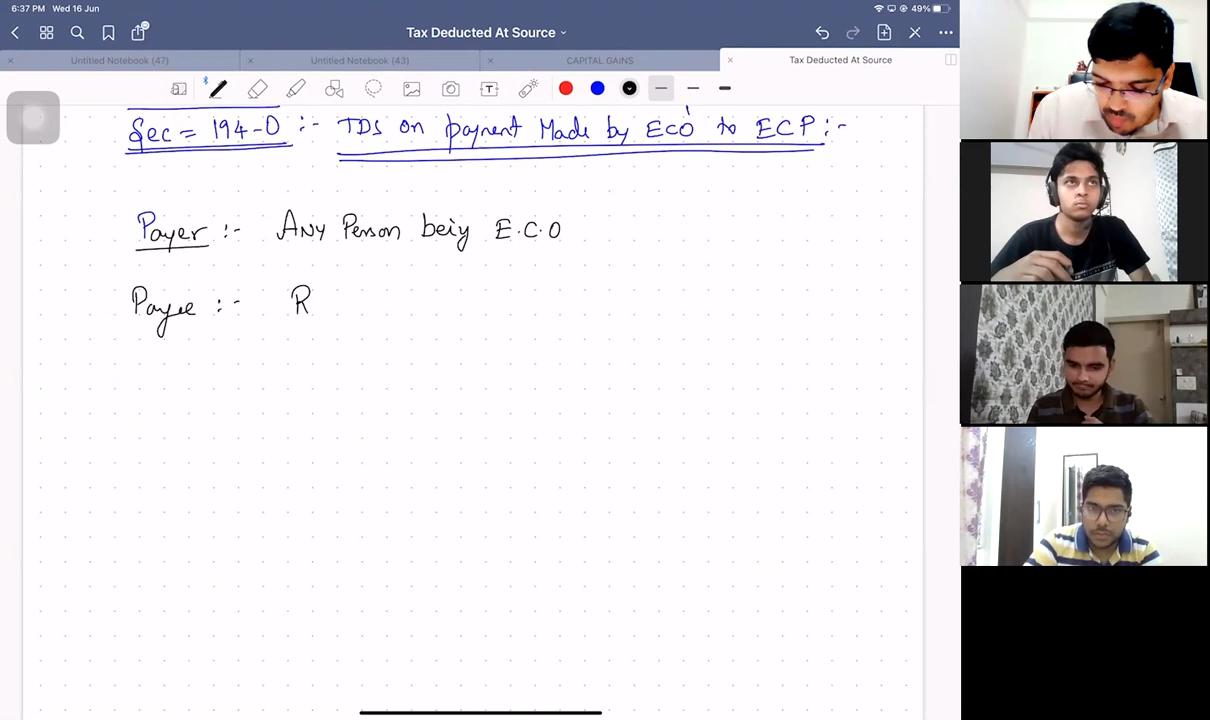 6:37 PM Wed 16 Jun
49%
Tax Deducted At Source
Untitled Notebook (47)
Untitled Notebook (43)
CAPITAL GAINS
Tax Deducted At Source
Sec = 194-O :- TDS on payment Made by ECO to ECP :-
Payer :- Any Person being E.C.O
Payee :- R